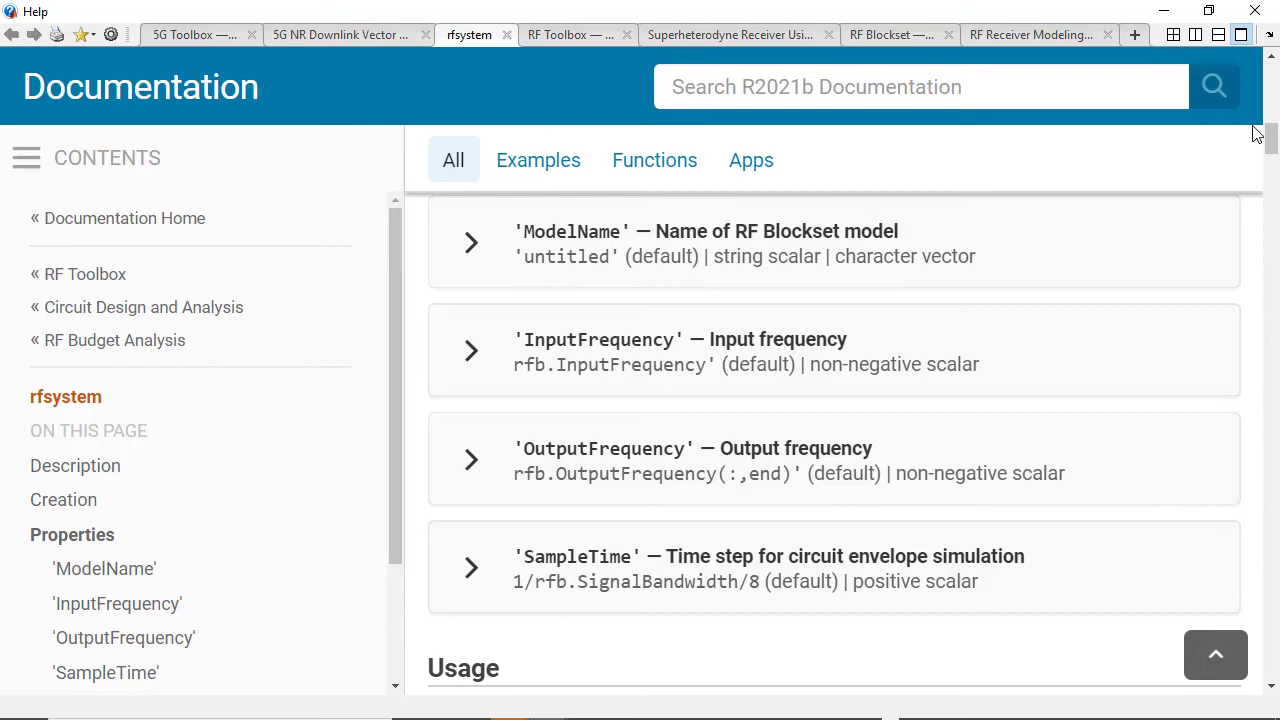 Help
5G Toolbox —...
5G NR Downlink Vector ...
rfsystem
RF Toolbox — ...
Superheterodyne Receiver Usi...
RF Blockset —...
RF Receiver Modeling...
Documentation
Search R2021b Documentation
CONTENTS
« Documentation Home
« RF Toolbox
« Circuit Design and Analysis
« RF Budget Analysis
rfsystem
ON THIS PAGE
Description
Creation
Properties
'ModelName'
'InputFrequency'
'OutputFrequency'
'SampleTime'
All
Examples
Functions
Apps
'ModelName' — Name of RF Blockset model
'untitled' (default) | string scalar | character vector
'InputFrequency' — Input frequency
rfb.InputFrequency' (default) | non-negative scalar
'OutputFrequency' — Output frequency
rfb.OutputFrequency(:,end)' (default) | non-negative scalar
'SampleTime' — Time step for circuit envelope simulation
1/rfb.SignalBandwidth/8 (default) | positive scalar
Usage